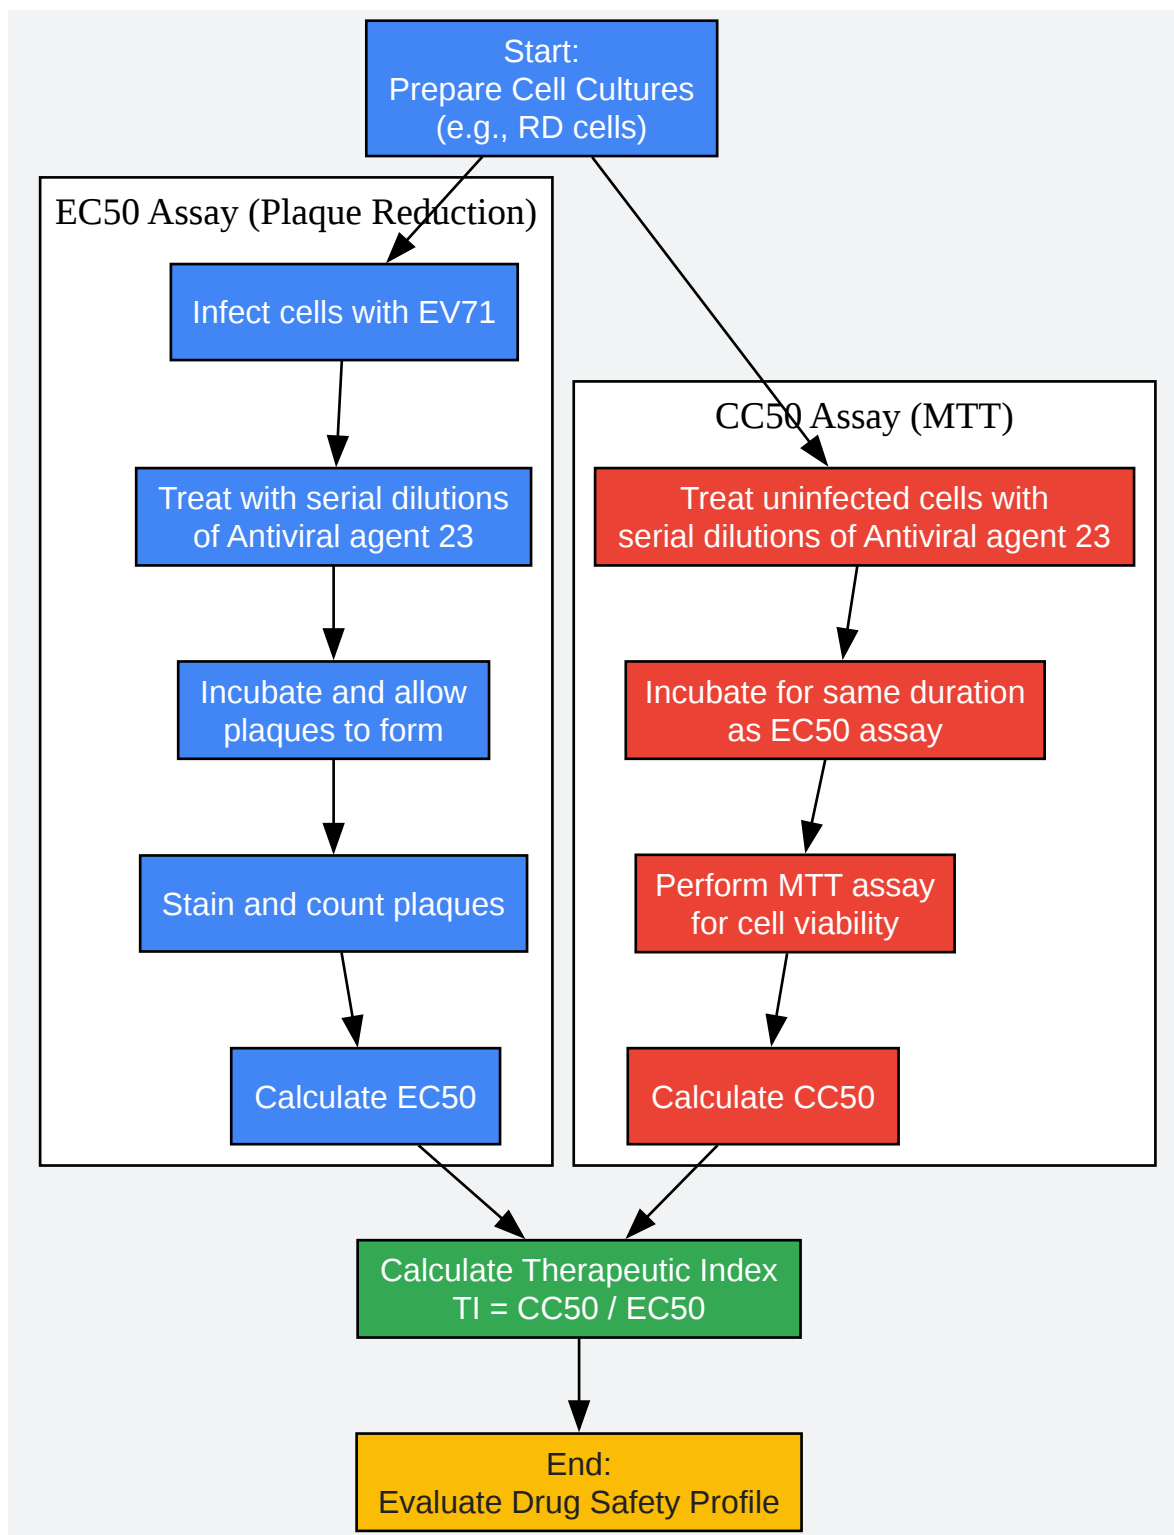 Start:
Prepare Cell Cultures
(e.g., RD cells)
EC50 Assay (Plaque Reduction)
Infect cells with EV71
Treat with serial dilutions
of Antiviral agent 23
Incubate and allow
plaques to form
Stain and count plaques
Calculate EC50
CC50 Assay (MTT)
Treat uninfected cells with
serial dilutions of Antiviral agent 23
Incubate for same duration
as EC50 assay
Perform MTT assay
for cell viability
Calculate CC50
Calculate Therapeutic Index
TI = CC50 / EC50
End:
Evaluate Drug Safety Profile